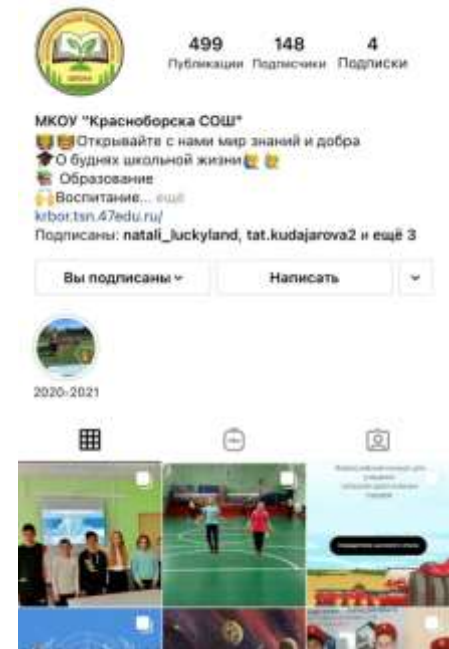 499 148 4
Публикации Подписчики Подписки
МКОУ "Красноборска СОШ"
Открывайте с нами мир знаний и добра
О буднях школьной жизни
Образование
Воспитание... ещё
krbor.tsn.47edu.ru/
Подписаны: natali_luckyland, tat.kudajarova2 и ещё 3
Вы подписаны Написать
2020-2021